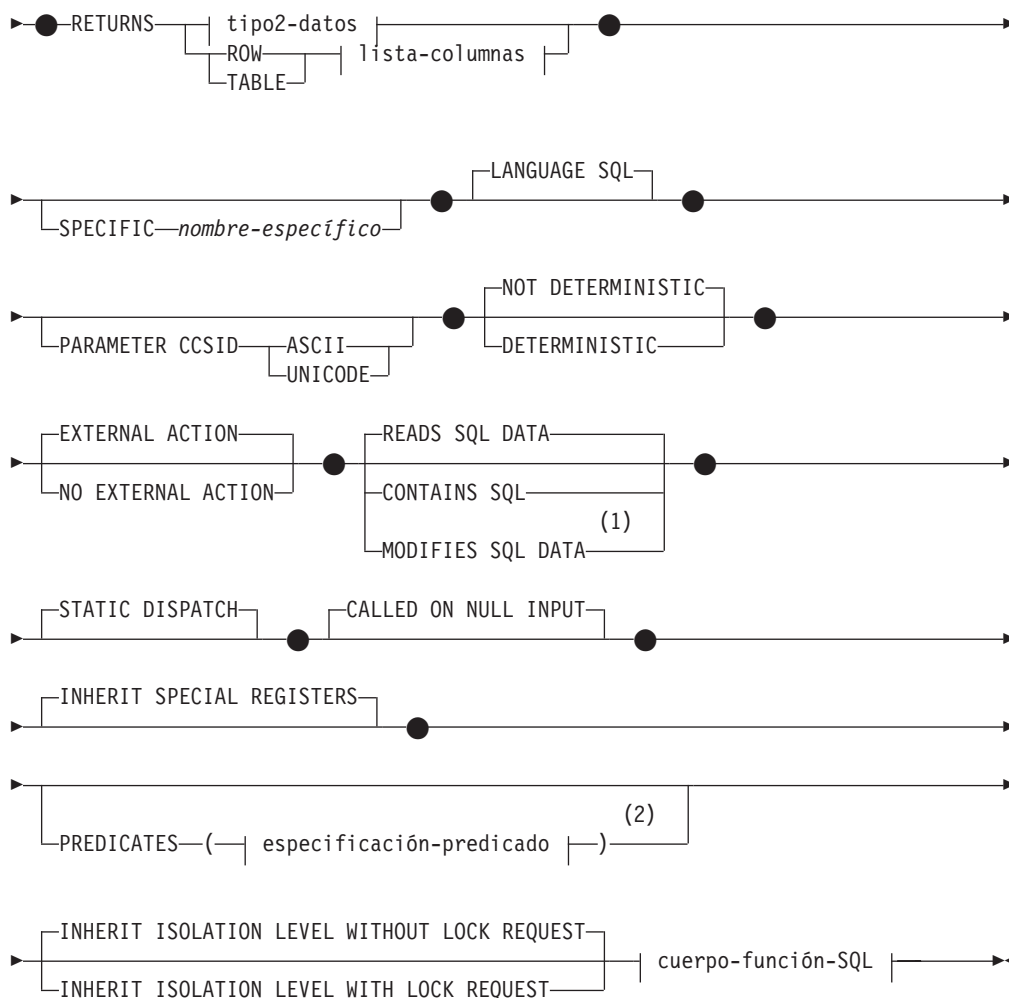 RETURNS tipo2-datos
ROW lista-columnas
TABLE
LANGUAGE SQL
SPECIFIC nombre-específico
NOT DETERMINISTIC
PARAMETER CCSID ASCII DETERMINISTIC
UNICODE
EXTERNAL ACTION READS SQL DATA
NO EXTERNAL ACTION CONTAINS SQL
(1)
MODIFIES SQL DATA
STATIC DISPATCH CALLED ON NULL INPUT
INHERIT SPECIAL REGISTERS
(2)
PREDICATES ( especificación-predicado )
INHERIT ISOLATION LEVEL WITHOUT LOCK REQUEST
cuerpo-función-SQL
INHERIT ISOLATION LEVEL WITH LOCK REQUEST